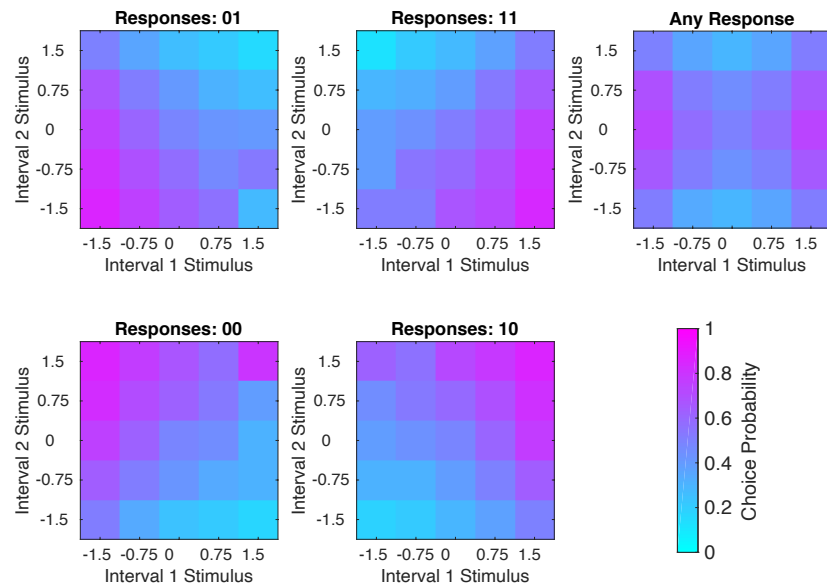 Responses: 01
Interval 2 Stimulus
1.5
0.75
0
-0.75
-1.5
-1.5 -0.75 0 0.75 1.5
Interval 1 Stimulus
Responses: 11
Interval 2 Stimulus
1.5
0.75
0
-0.75
-1.5
-1.5 -0.75 0 0.75 1.5
Interval 1 Stimulus
Any Response
Interval 2 Stimulus
1.5
0.75
0
-0.75
-1.5
-1.5 -0.75 0 0.75 1.5
Interval 1 Stimulus
Responses: 00
Interval 2 Stimulus
1.5
0.75
0
-0.75
-1.5
-1.5 -0.75 0 0.75 1.5
Interval 1 Stimulus
Responses: 10
Interval 2 Stimulus
1.5
0.75
0
-0.75
-1.5
-1.5 -0.75 0 0.75 1.5
Interval 1 Stimulus
1
0.8
0.6
0.4
0.2
0
Choice Probability